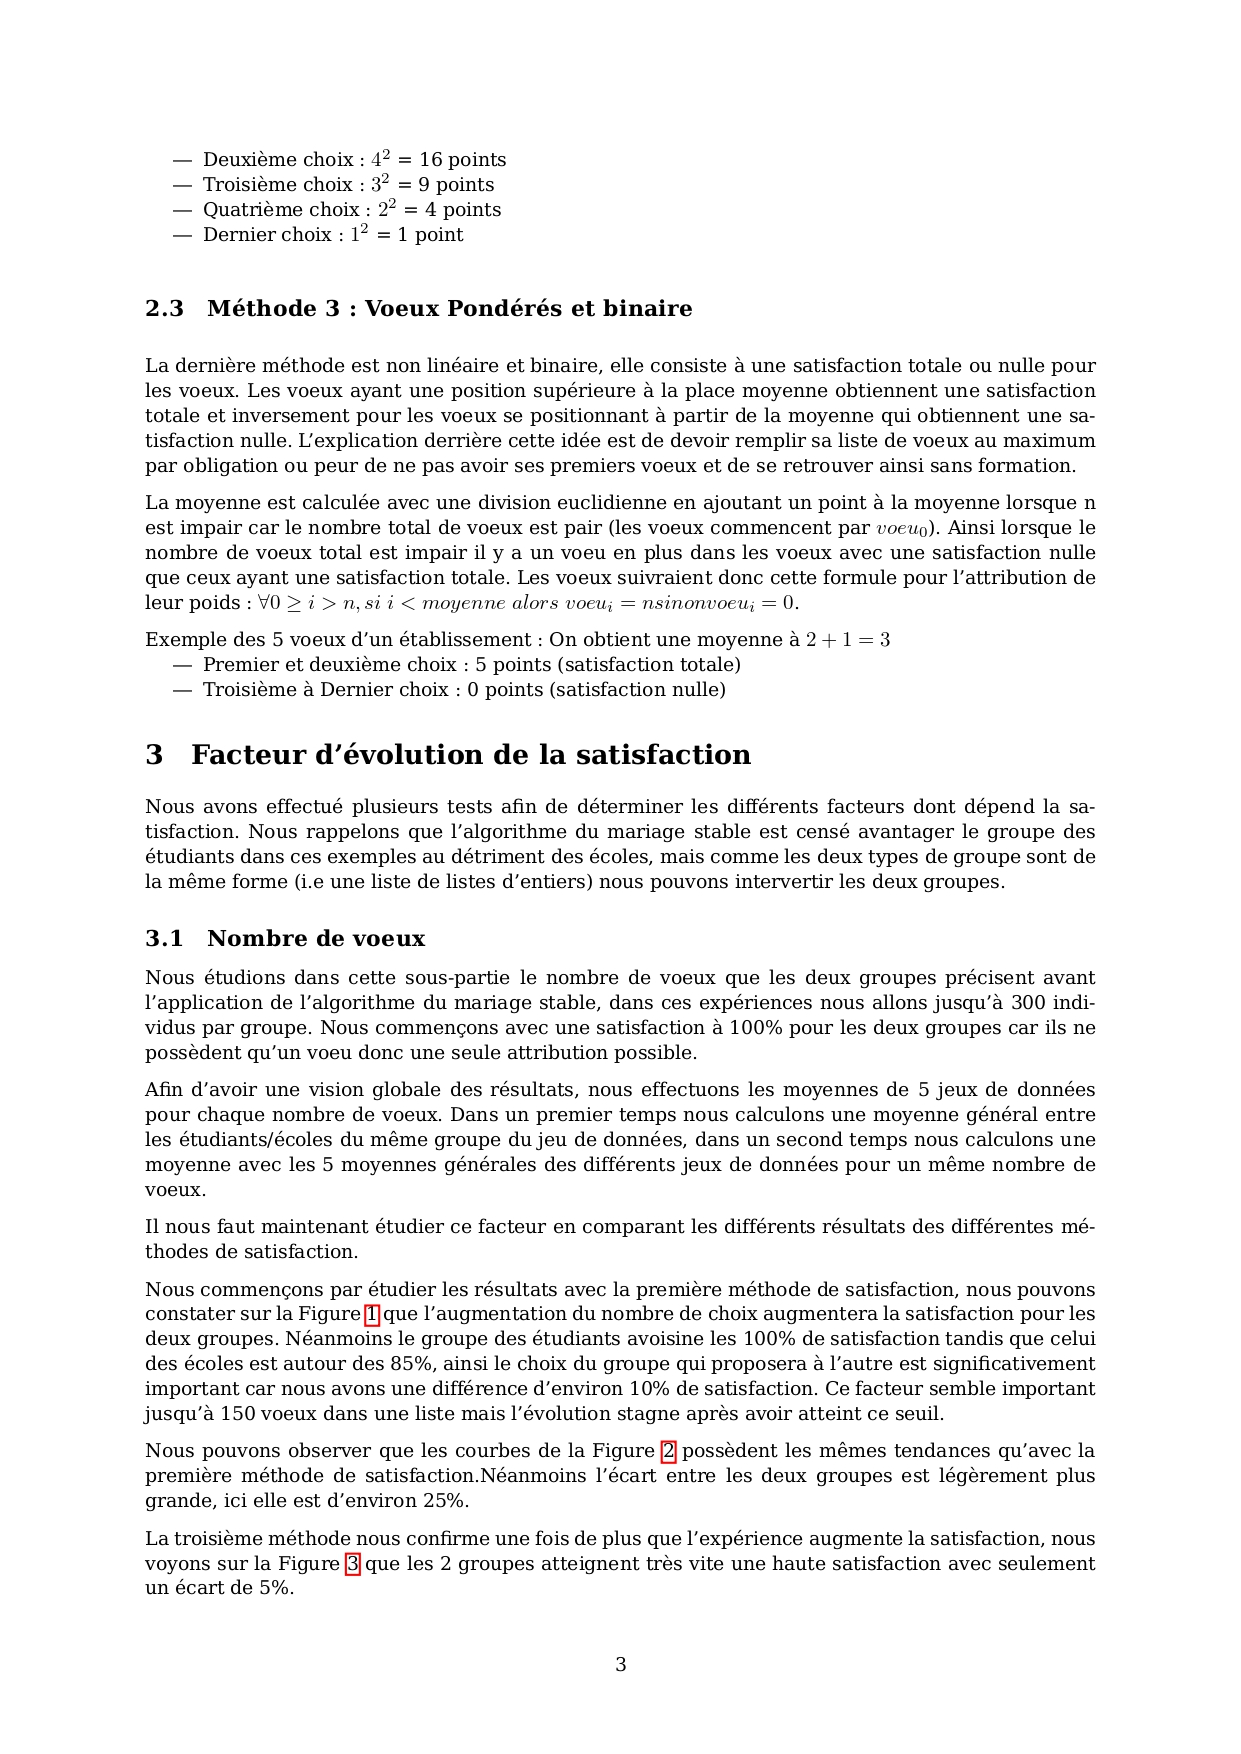 — Deuxième choix : 4² = 16 points
— Troisième choix : 3² = 9 points
— Quatrième choix : 2² = 4 points
— Dernier choix : 1² = 1 point
2.3 Méthode 3 : Voeux Pondérés et binaire
La dernière méthode est non linéaire et binaire, elle consiste à une satisfaction totale ou nulle pour
les voeux. Les voeux ayant une position supérieure à la place moyenne obtiennent une satisfaction
totale et inversement pour les voeux se positionnant à partir de la moyenne qui obtiennent une sa-
tisfaction nulle. L'explication derrière cette idée est de devoir remplir sa liste de voeux au maximum
par obligation ou peur de ne pas avoir ses premiers voeux et de se retrouver ainsi sans formation.
La moyenne est calculée avec une division euclidienne en ajoutant un point à la moyenne lorsque n
est impair car le nombre total de voeux est pair (les voeux commencent par voeu₀). Ainsi lorsque le
nombre de voeux total est impair il y a un voeu en plus dans les voeux avec une satisfaction nulle
que ceux ayant une satisfaction totale. Les voeux suivraient donc cette formule pour l'attribution de
leur poids : ∀0 ≥ i > n, si i < moyenne alors voeuᵢ = nsinonvoeuᵢ = 0.
Exemple des 5 voeux d'un établissement : On obtient une moyenne à 2 + 1 = 3
— Premier et deuxième choix : 5 points (satisfaction totale)
— Troisième à Dernier choix : 0 points (satisfaction nulle)
3 Facteur d'évolution de la satisfaction
Nous avons effectué plusieurs tests afin de déterminer les différents facteurs dont dépend la sa-
tisfaction. Nous rappelons que l'algorithme du mariage stable est censé avantager le groupe des
étudiants dans ces exemples au détriment des écoles, mais comme les deux types de groupe sont de
la même forme (i.e une liste de listes d'entiers) nous pouvons intervertir les deux groupes.
3.1 Nombre de voeux
Nous étudions dans cette sous-partie le nombre de voeux que les deux groupes précisent avant
l'application de l'algorithme du mariage stable, dans ces expériences nous allons jusqu'à 300 indi-
vidus par groupe. Nous commençons avec une satisfaction à 100% pour les deux groupes car ils ne
possèdent qu'un voeu donc une seule attribution possible.
Afin d'avoir une vision globale des résultats, nous effectuons les moyennes de 5 jeux de données
pour chaque nombre de voeux. Dans un premier temps nous calculons une moyenne général entre
les étudiants/écoles du même groupe du jeu de données, dans un second temps nous calculons une
moyenne avec les 5 moyennes générales des différents jeux de données pour un même nombre de
voeux.
Il nous faut maintenant étudier ce facteur en comparant les différents résultats des différentes mé-
thodes de satisfaction.
Nous commençons par étudier les résultats avec la première méthode de satisfaction, nous pouvons
constater sur la Figure 1 que l'augmentation du nombre de choix augmentera la satisfaction pour les
deux groupes. Néanmoins le groupe des étudiants avoisine les 100% de satisfaction tandis que celui
des écoles est autour des 85%, ainsi le choix du groupe qui proposera à l'autre est significativement
important car nous avons une différence d'environ 10% de satisfaction. Ce facteur semble important
jusqu'à 150 voeux dans une liste mais l'évolution stagne après avoir atteint ce seuil.
Nous pouvons observer que les courbes de la Figure 2 possèdent les mêmes tendances qu'avec la
première méthode de satisfaction.Néanmoins l'écart entre les deux groupes est légèrement plus
grande, ici elle est d'environ 25%.
La troisième méthode nous confirme une fois de plus que l'expérience augmente la satisfaction, nous
voyons sur la Figure 3 que les 2 groupes atteignent très vite une haute satisfaction avec seulement
un écart de 5%.
3